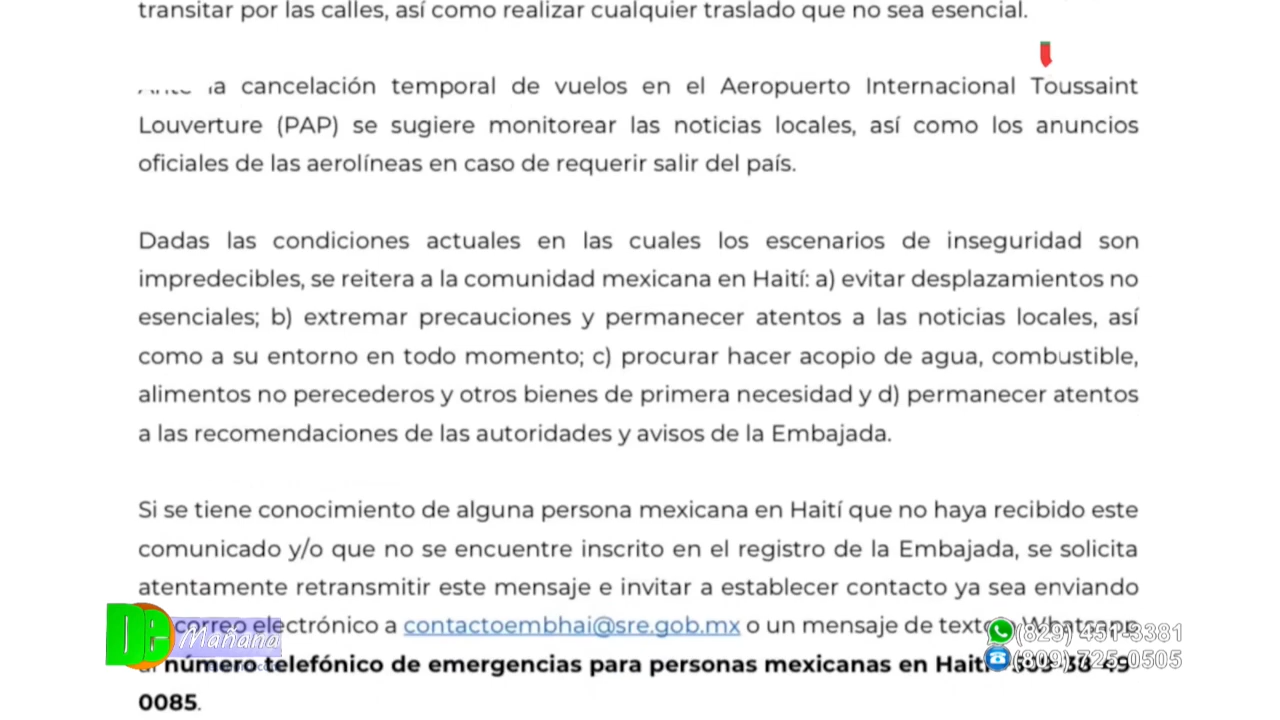 transitar por las calles, así como realizar cualquier traslado que no sea esencial.
la cancelación temporal de vuelos en el Aeropuerto Internacional Toussaint
Louverture (PAP) se sugiere monitorear las noticias locales, así como los anuncios
oficiales de las aerolíneas en caso de requerir salir del país.
Dadas las condiciones actuales en las cuales los escenarios de inseguridad son
impredecibles, se reitera a la comunidad mexicana en Haití: a) evitar desplazamientos no
esenciales; b) extremar precauciones y permanecer atentos a las noticias locales, así
como a su entorno en todo momento; c) procurar hacer acopio de agua, combustible,
alimentos no perecederos y otros bienes de primera necesidad y d) permanecer atentos
a las recomendaciones de las autoridades y avisos de la Embajada.
Si se tiene conocimiento de alguna persona mexicana en Haití que no haya recibido este
comunicado y/o que no se encuentre inscrito en el registro de la Embajada, se solicita
atentamente retransmitir este mensaje e invitar a establecer contacto ya sea enviando
correo electrónico a contactoembhai@sre.gob.mx o un mensaje de texto
número telefónico de emergencias para personas mexicanas en Haití
0085.
De Mañana
(829) 451-3381
(809) 725-0505